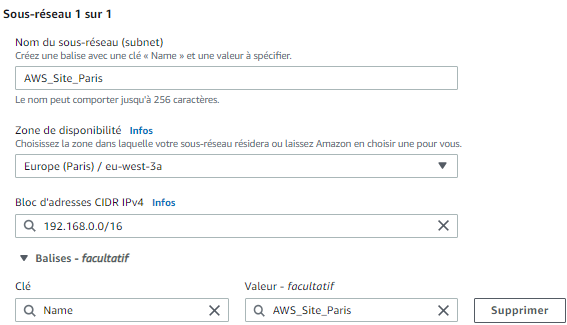 Sous-réseau 1 sur 1
Nom du sous-réseau (subnet)
Créez une balise avec une clé « Name » et une valeur à spécifier.
AWS_Site_Paris
Le nom peut comporter jusqu'à 256 caractères.
Zone de disponibilité Infos
Choisissez la zone dans laquelle votre sous-réseau résidera ou laissez Amazon en choisir une pour vous.
Europe (Paris) / eu-west-3a
Bloc d'adresses CIDR IPv4 Infos
192.168.0.0/16
Balises - facultatif
Clé Valeur - facultatif
Name AWS_Site_Paris Supprimer